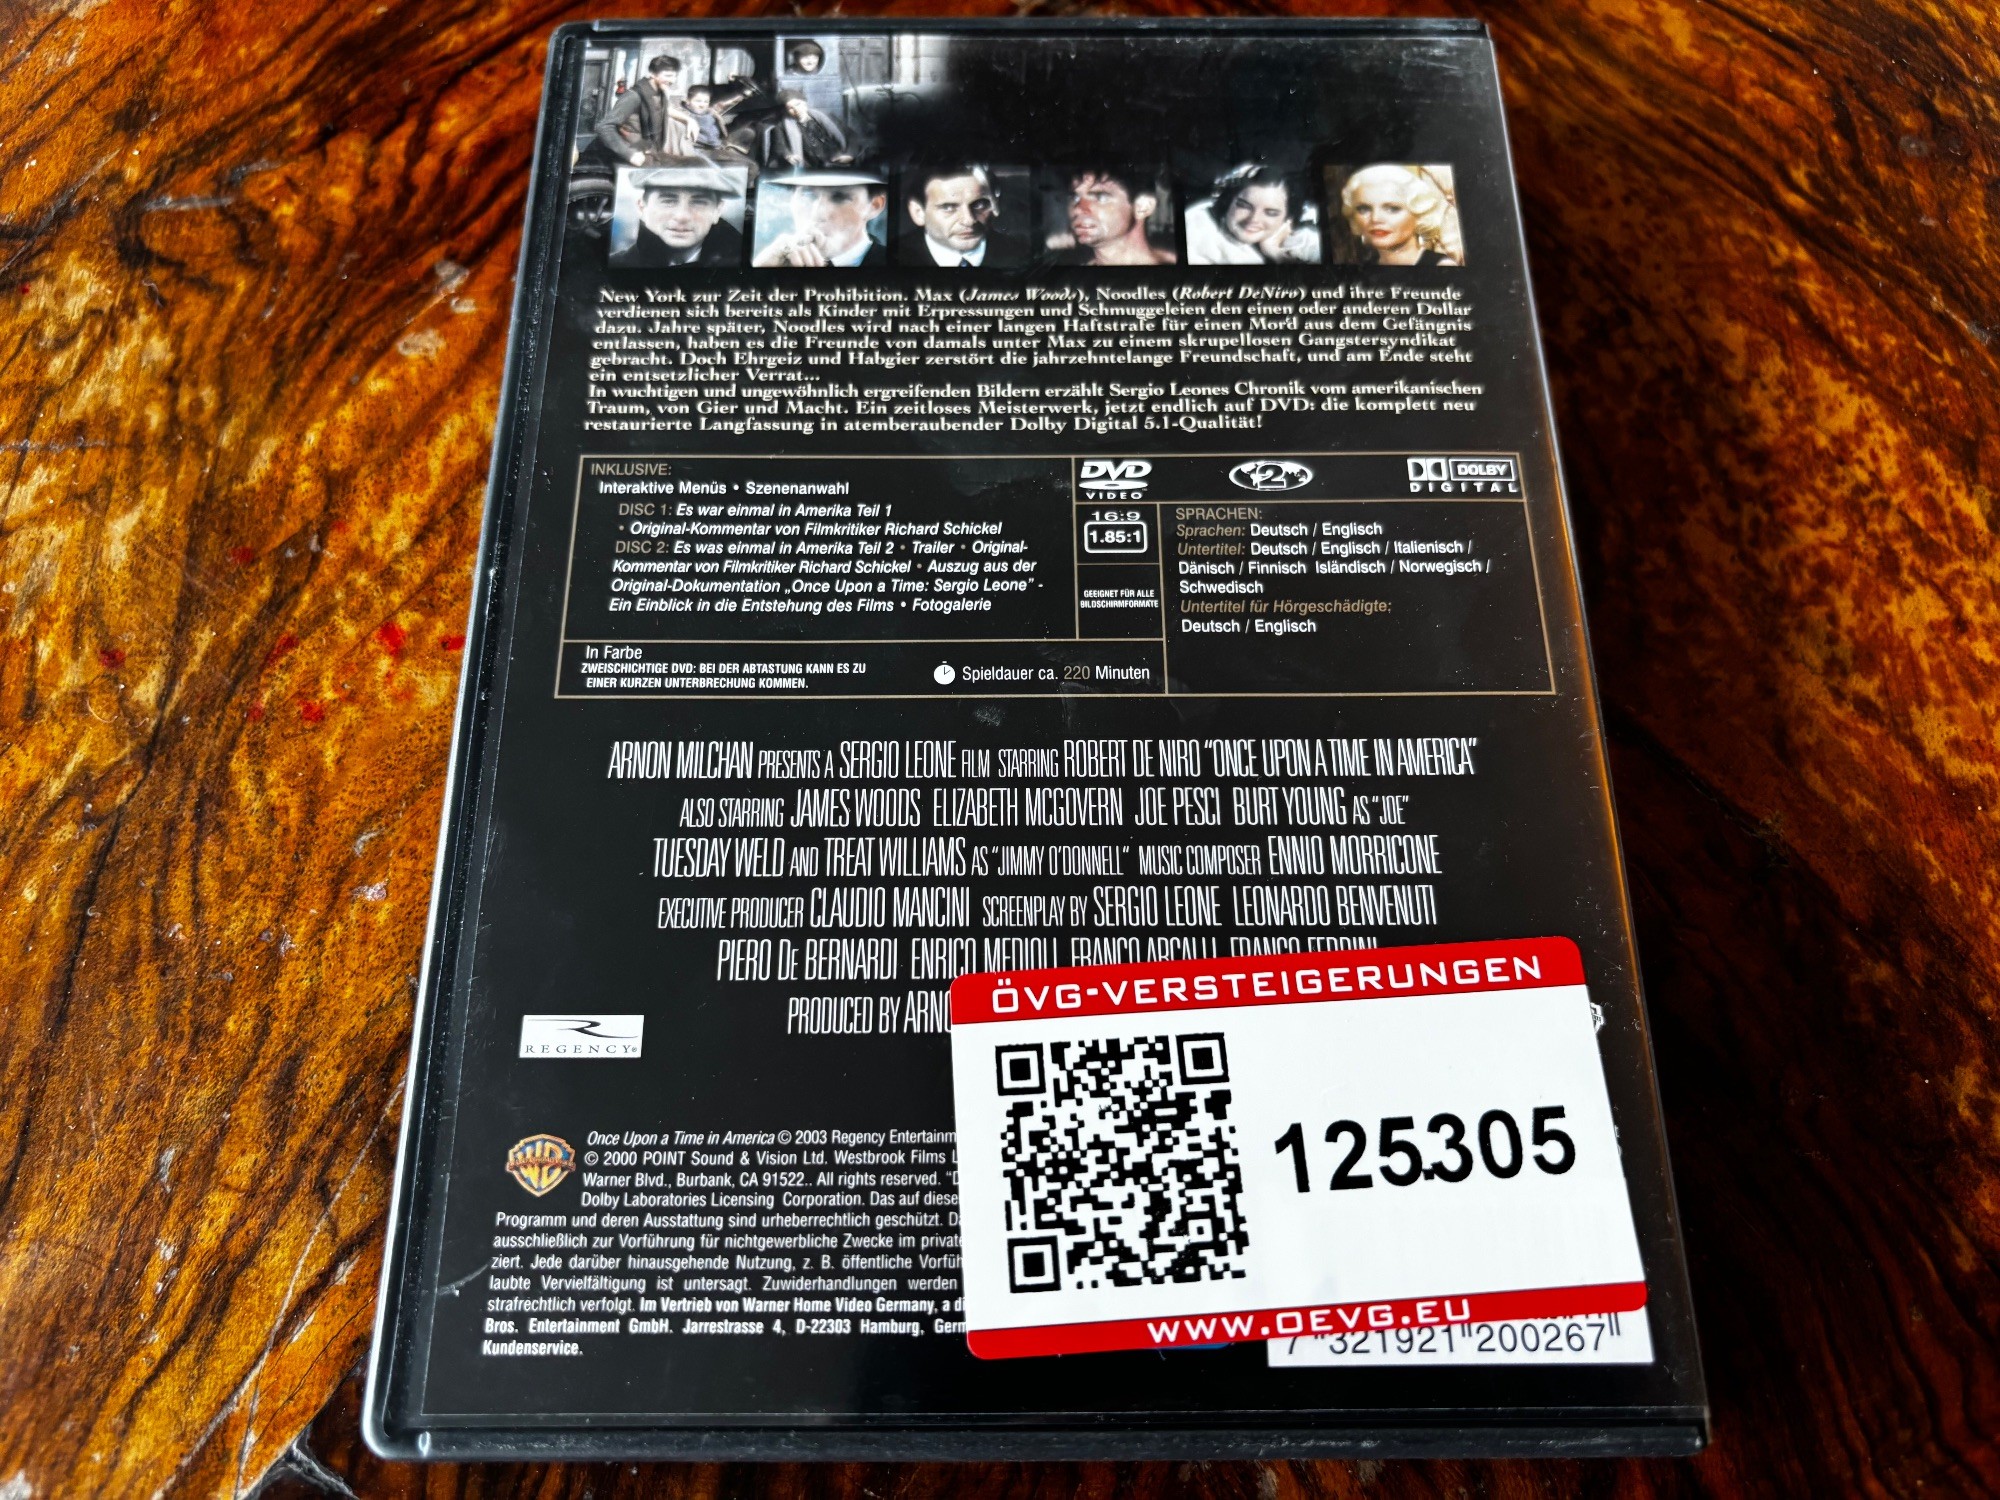 New York zur Zeit der Prohibition. Max (James Woods), Noodles (Robert DeNiro) und ihre Freunde
verdienen sich bereits als Kinder mit Erpressungen und Schmuggeleien den einen oder anderen Dollar
dazu. Jahre später, Noodles wird nach einer langen Haftstrafe für einen Mord aus dem Gefängnis
entlassen, haben es die Freunde von damals unter Max zu einem skrupellosen Gangstersyndikat
gebracht. Doch Ehrgeiz und Habgier zerstört die jahrzehntelange Freundschaft, und am Ende steht
ein entsetzlicher Verrat...
In wuchtigen und ungewöhnlich ergreifenden Bildern erzählt Sergio Leones Chronik vom amerikanischen
Traum, von Gier und Macht. Ein zeitloses Meisterwerk, jetzt endlich auf DVD: die komplett neu
restaurierte Langfassung in atemberaubender Dolby Digital 5.1-Qualität!
INKLUSIVE:
Interaktive Menüs • Szenenanwahl
DISC 1: Es war einmal in Amerika Teil 1
• Original-Kommentar von Filmkritiker Richard Schickel
DISC 2: Es was einmal in Amerika Teil 2 • Trailer • Original-
Kommentar von Filmkritiker Richard Schickel • Auszug aus der
Original-Dokumentation „Once Upon a Time: Sergio Leone" -
Ein Einblick in die Entstehung des Films • Fotogalerie
In Farbe
ZWEISCHICHTIGE DVD: BEI DER ABTASTUNG KANN ES ZU
EINER KURZEN UNTERBRECHUNG KOMMEN.
Spieldauer ca. 220 Minuten
DVD
VIDEO
2
DOLBY
DIGITAL
16:9
1.85:1
GEEIGNET FÜR ALLE
BILDSCHIRMFORMATE
SPRACHEN:
Sprachen: Deutsch / Englisch
Untertitel: Deutsch / Englisch / Italienisch /
Dänisch / Finnisch Isländisch / Norwegisch /
Schwedisch
Untertitel für Hörgeschädigte:
Deutsch / Englisch
ARNON MILCHAN PRESENTS A SERGIO LEONE FILM STARRING ROBERT DE NIRO "ONCE UPON A TIME IN AMERICA"
ALSO STARRING JAMES WOODS ELIZABETH MCGOVERN JOE PESCI BURT YOUNG AS "JOE"
TUESDAY WELD AND TREAT WILLIAMS AS "JIMMY O'DONNELL" MUSIC COMPOSER ENNIO MORRICONE
EXECUTIVE PRODUCER CLAUDIO MANCINI SCREENPLAY BY SERGIO LEONE LEONARDO BENVENUTI
PIERO DE BERNARDI ENRICO MEDIOLI FRANCO ARCALLI FRANCO FERRINI
PRODUCED BY ARNO
REGENCY
ÖVG-VERSTEIGERUNGEN
125305
WWW.OEVG.EU
WB
Once Upon a Time in America © 2003 Regency Entertainm
© 2000 POINT Sound & Vision Ltd. Westbrook Films L
Warner Blvd., Burbank, CA 91522.. All rights reserved. "D
Dolby Laboratories Licensing Corporation. Das auf diese
Programm und deren Ausstattung sind urheberrechtlich geschützt. Da
ausschließlich zur Vorführung für nichtgewerbliche Zwecke im private
ziert. Jede darüber hinausgehende Nutzung, z. B. öffentliche Vorfüh
laubte Vervielfältigung ist untersagt. Zuwiderhandlungen werden
strafrechtlich verfolgt. Im Vertrieb von Warner Home Video Germany, a di
Bros. Entertainment GmbH. Jarrestrasse 4, D-22303 Hamburg, Germ
Kundenservice.
7 321921 200267